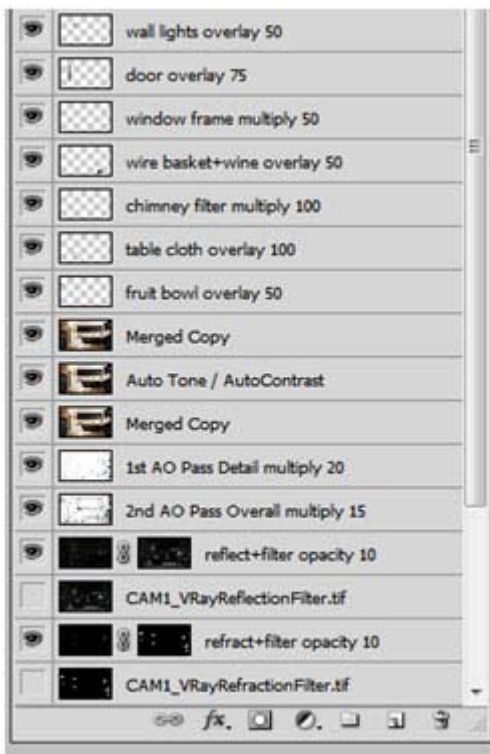 wall lights overlay 50
door overlay 75
window frame multiply 50
wire basket+wine overlay 50
chimney filter multiply 100
table cloth overlay 100
fruit bowl overlay 50
Merged Copy
Auto Tone / AutoContrast
Merged Copy
1st AO Pass Detail multiply 20
2nd AO Pass Overall multiply 15
reflect+filter opacity 10
CAM1_VRayReflectionFilter.tif
refract+filter opacity 10
CAM1_VRayRefractionFilter.tif
fx.